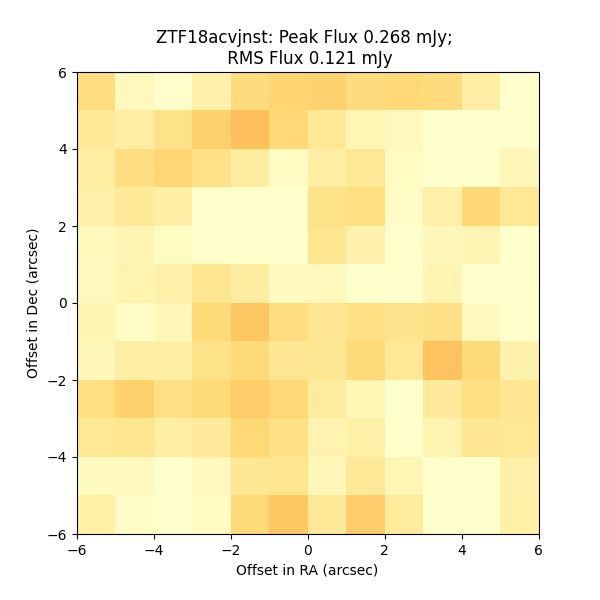 ZTF18acvjnst: Peak Flux 0.268 mJy;
RMS Flux 0.121 mJy
6
4
2
0
−2
−4
−6
Offset in Dec (arcsec)
−6 −4 −2 0 2 4 6
Offset in RA (arcsec)